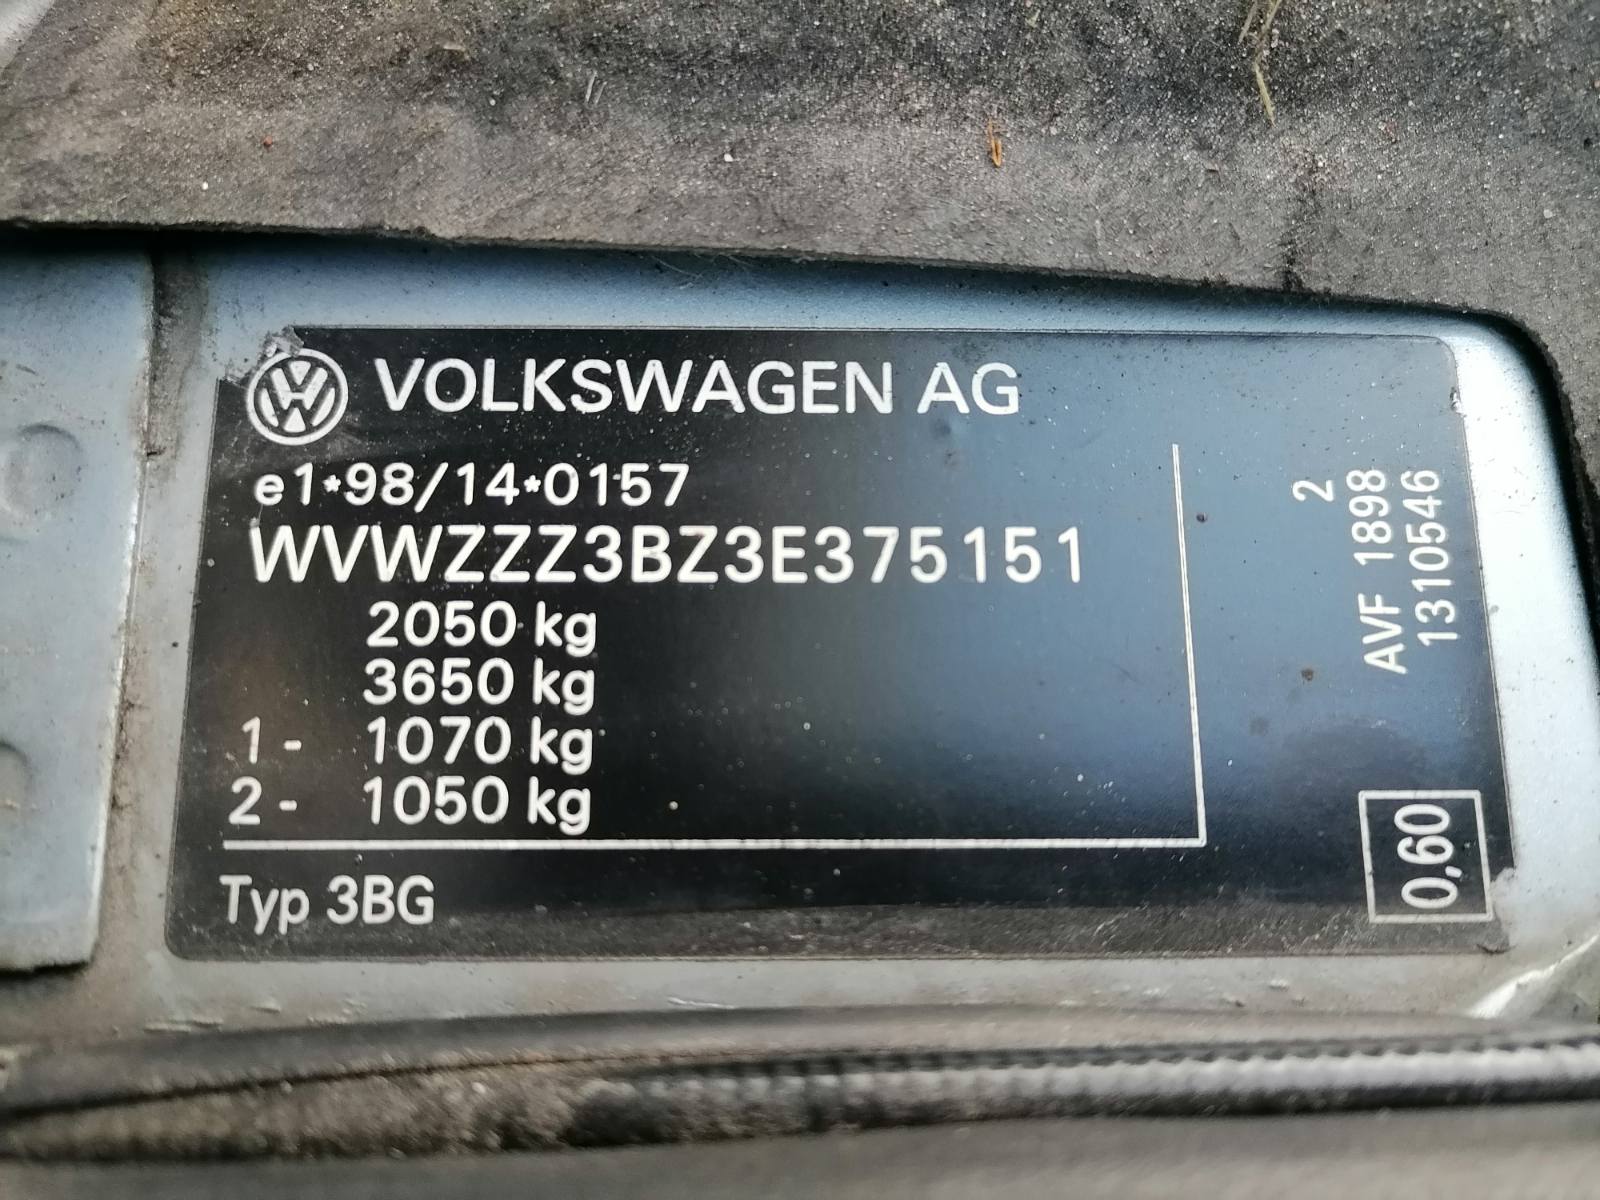 VOLKSWAGEN AG
e1*98/14*0157
WVWZZZ3BZ3E375151
2050 kg
3650 kg
1- 1070 kg
2- 1050 kg
Typ 3BG
2
AVF 1898
1310546
0,60